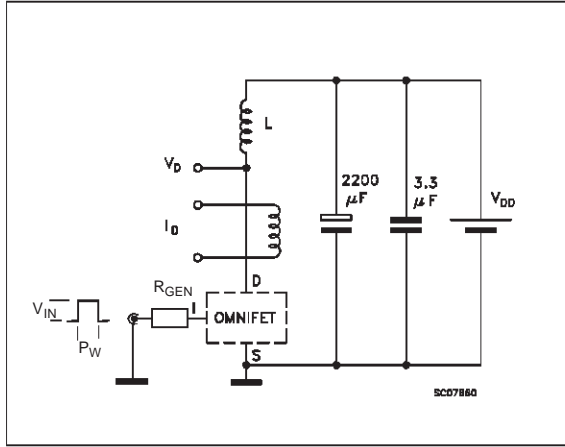 L
V_D
2200
μF
3.3
μF
V_DD
I_D
D
R_GEN
I
V_IN
OMNIFET
P_W
S
SC07860